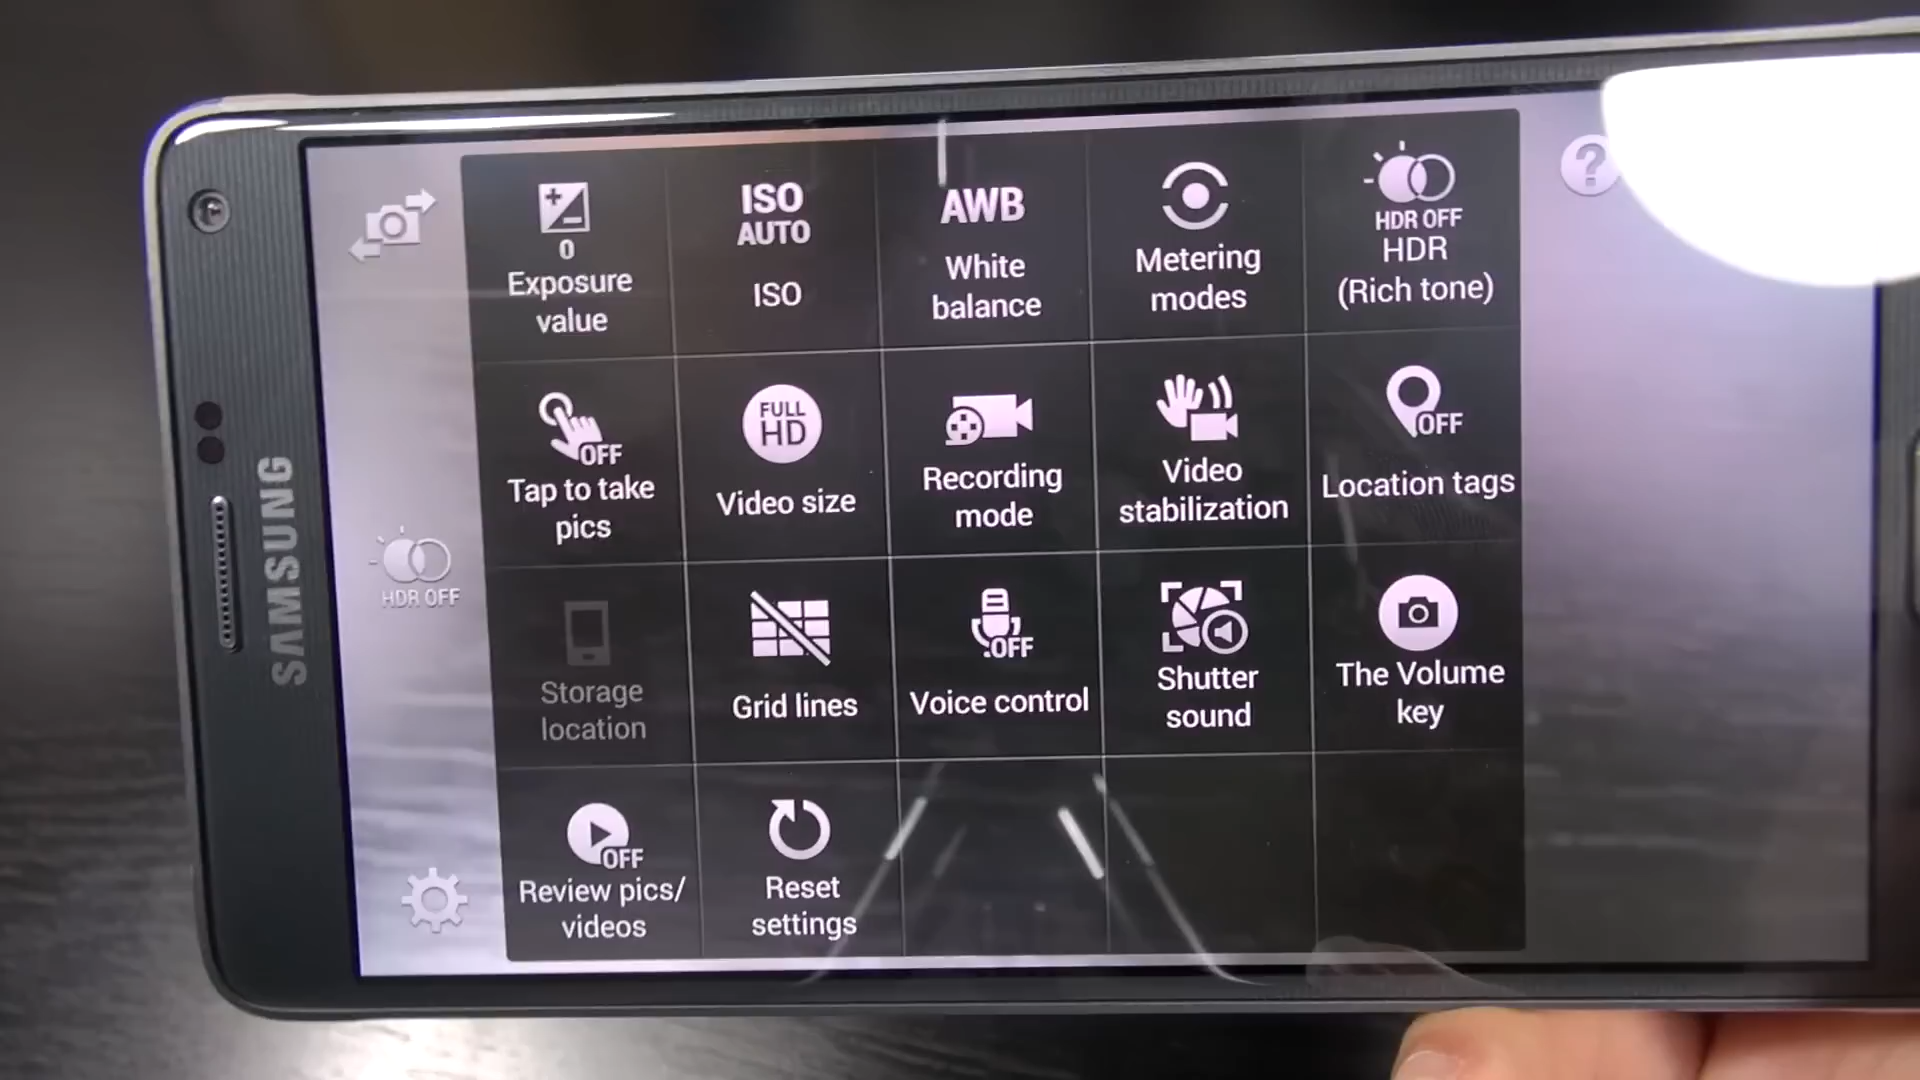 SAMSUNG
0
Exposure
value
ISO
AUTO
ISO
AWB
White
balance
Metering
modes
HDR OFF
HDR
(Rich tone)
?
OFF
Tap to take
pics
FULL
HD
Video size
Recording
mode
Video
stabilization
OFF
Location tags
HDR OFF
Storage
location
Grid lines
OFF
Voice control
Shutter
sound
The Volume
key
OFF
Review pics/
videos
Reset
settings